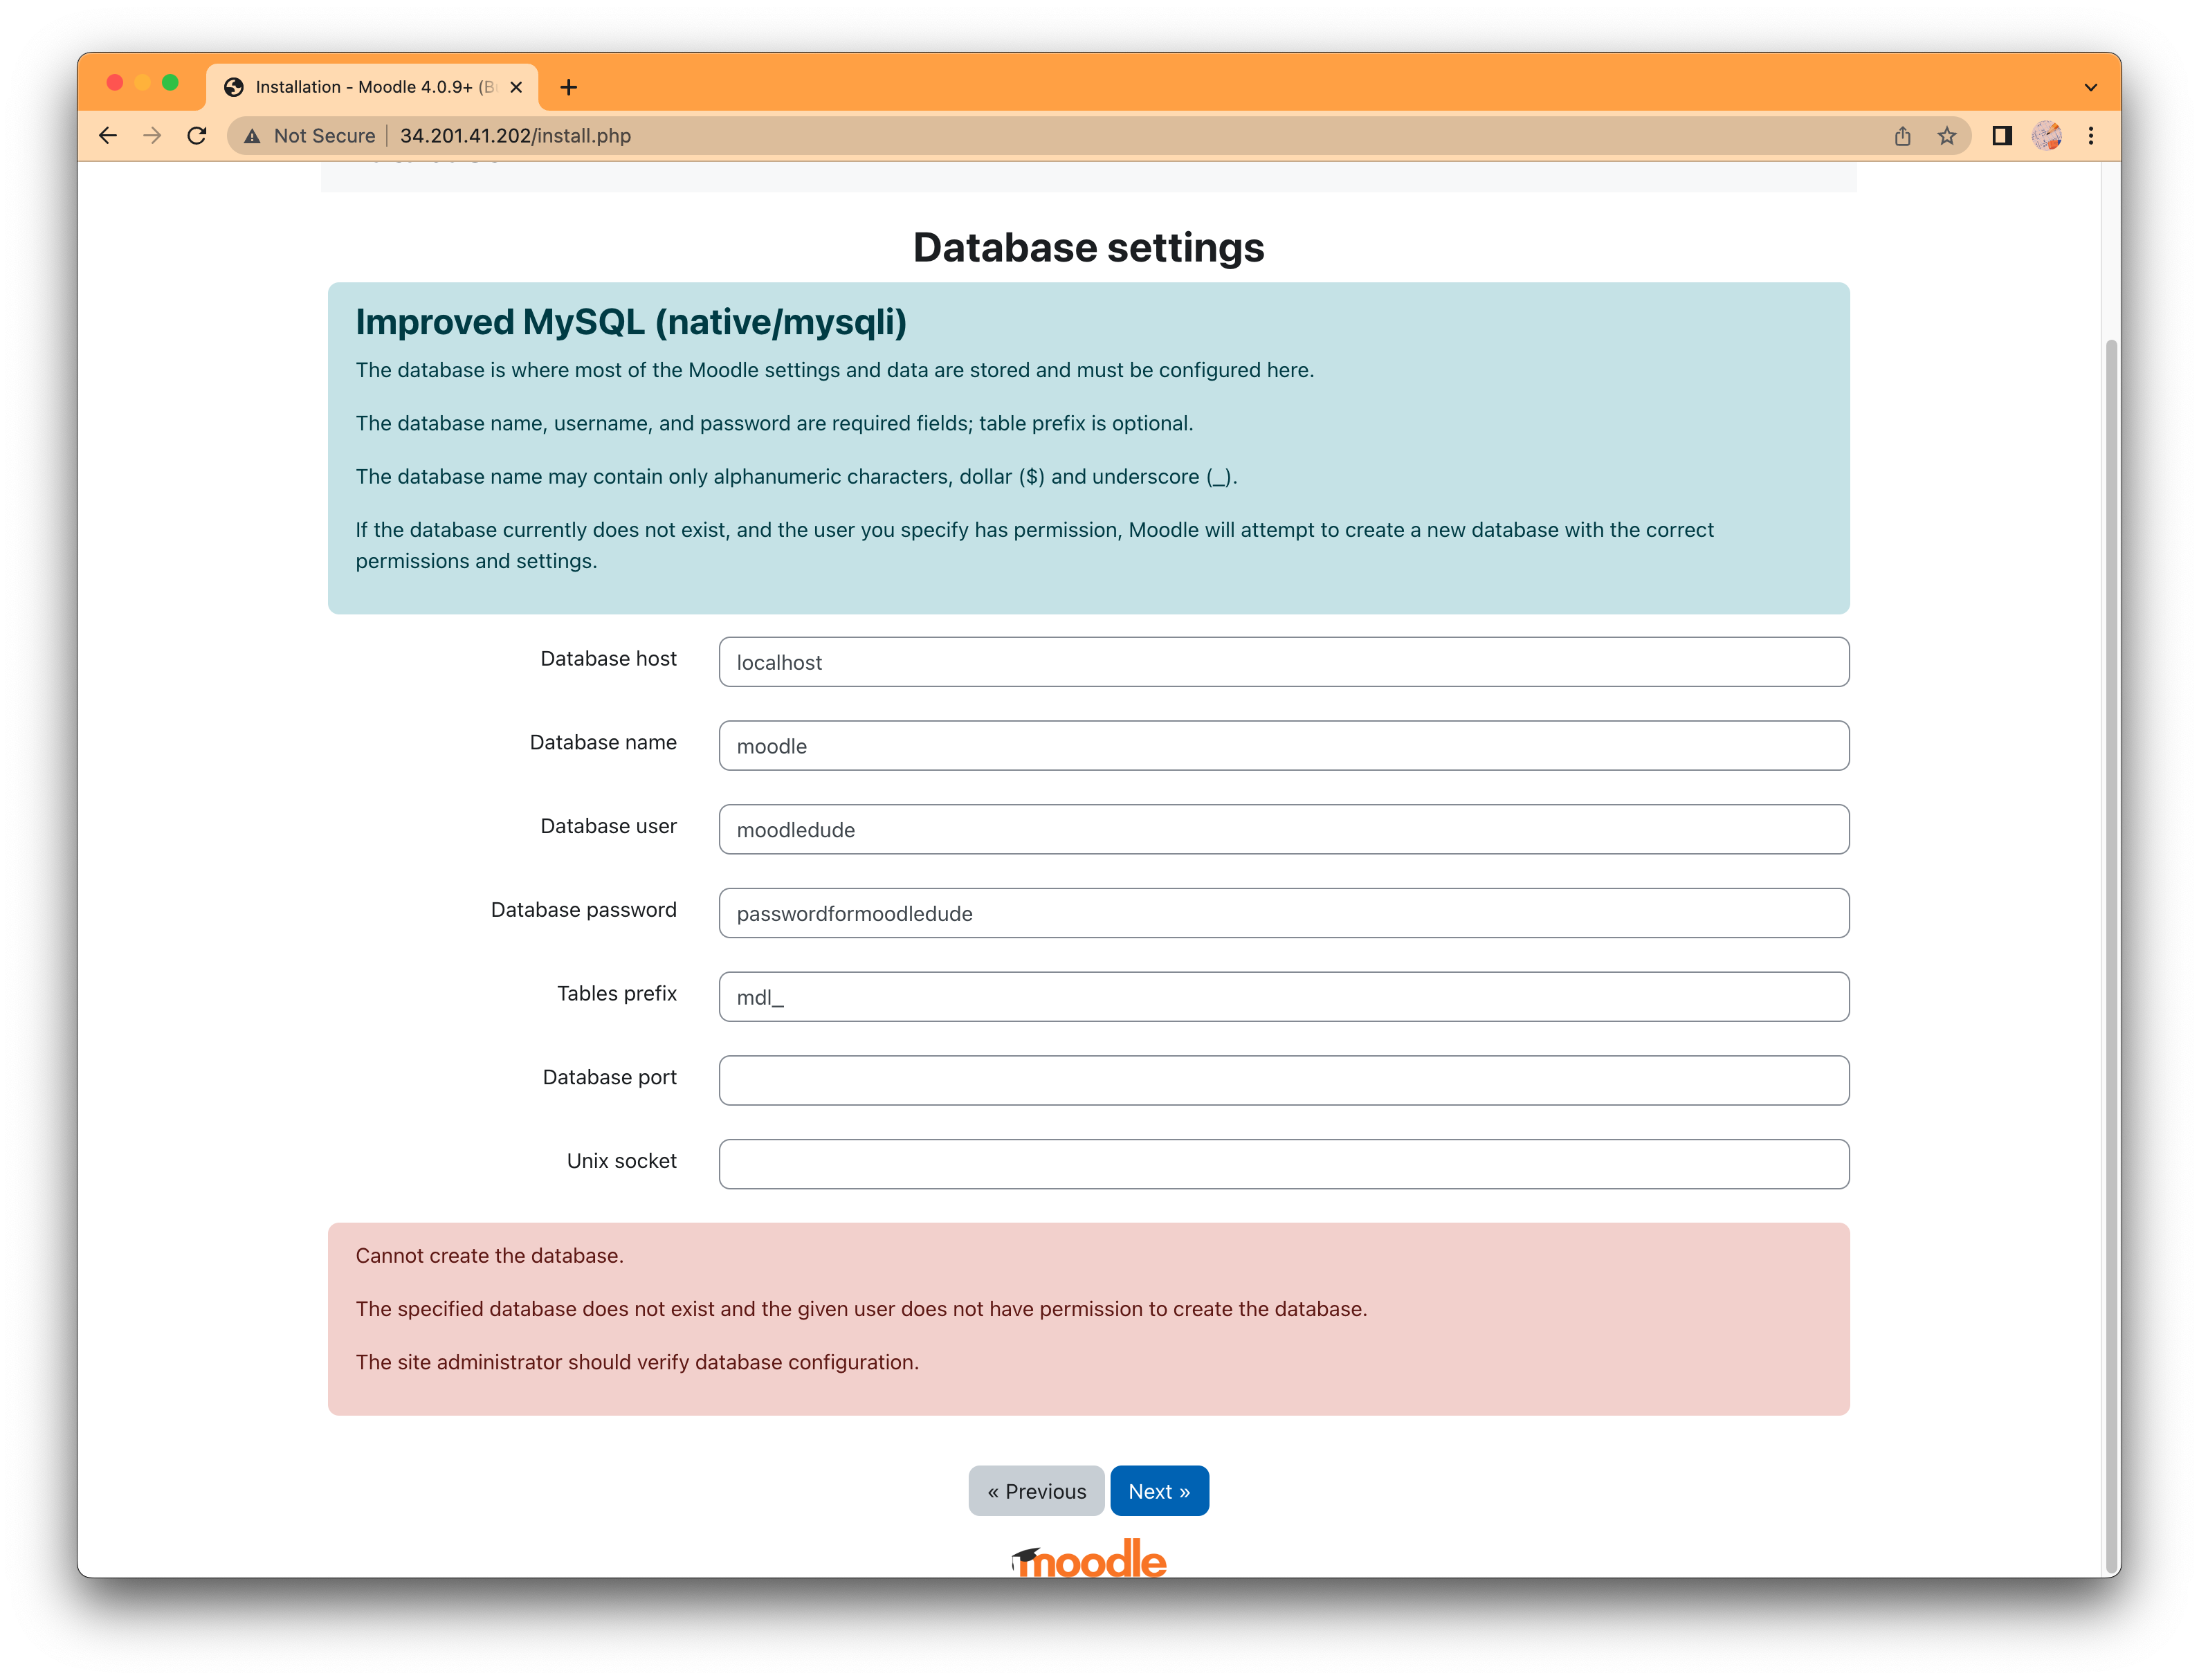 Installation - Moodle 4.0.9+ (B
Not Secure
34.201.41.202/install.php
Database settings
Improved MySQL (native/mysqli)
The database is where most of the Moodle settings and data are stored and must be configured here.
The database name, username, and password are required fields; table prefix is optional.
The database name may contain only alphanumeric characters, dollar ($) and underscore (_).
If the database currently does not exist, and the user you specify has permission, Moodle will attempt to create a new database with the correct
permissions and settings.
Database host
localhost
Database name
moodle
Database user
moodledude
Database password
passwordformoodledude
Tables prefix
mdl_
Database port
Unix socket
Cannot create the database.
The specified database does not exist and the given user does not have permission to create the database.
The site administrator should verify database configuration.
« Previous
Next »
moodle